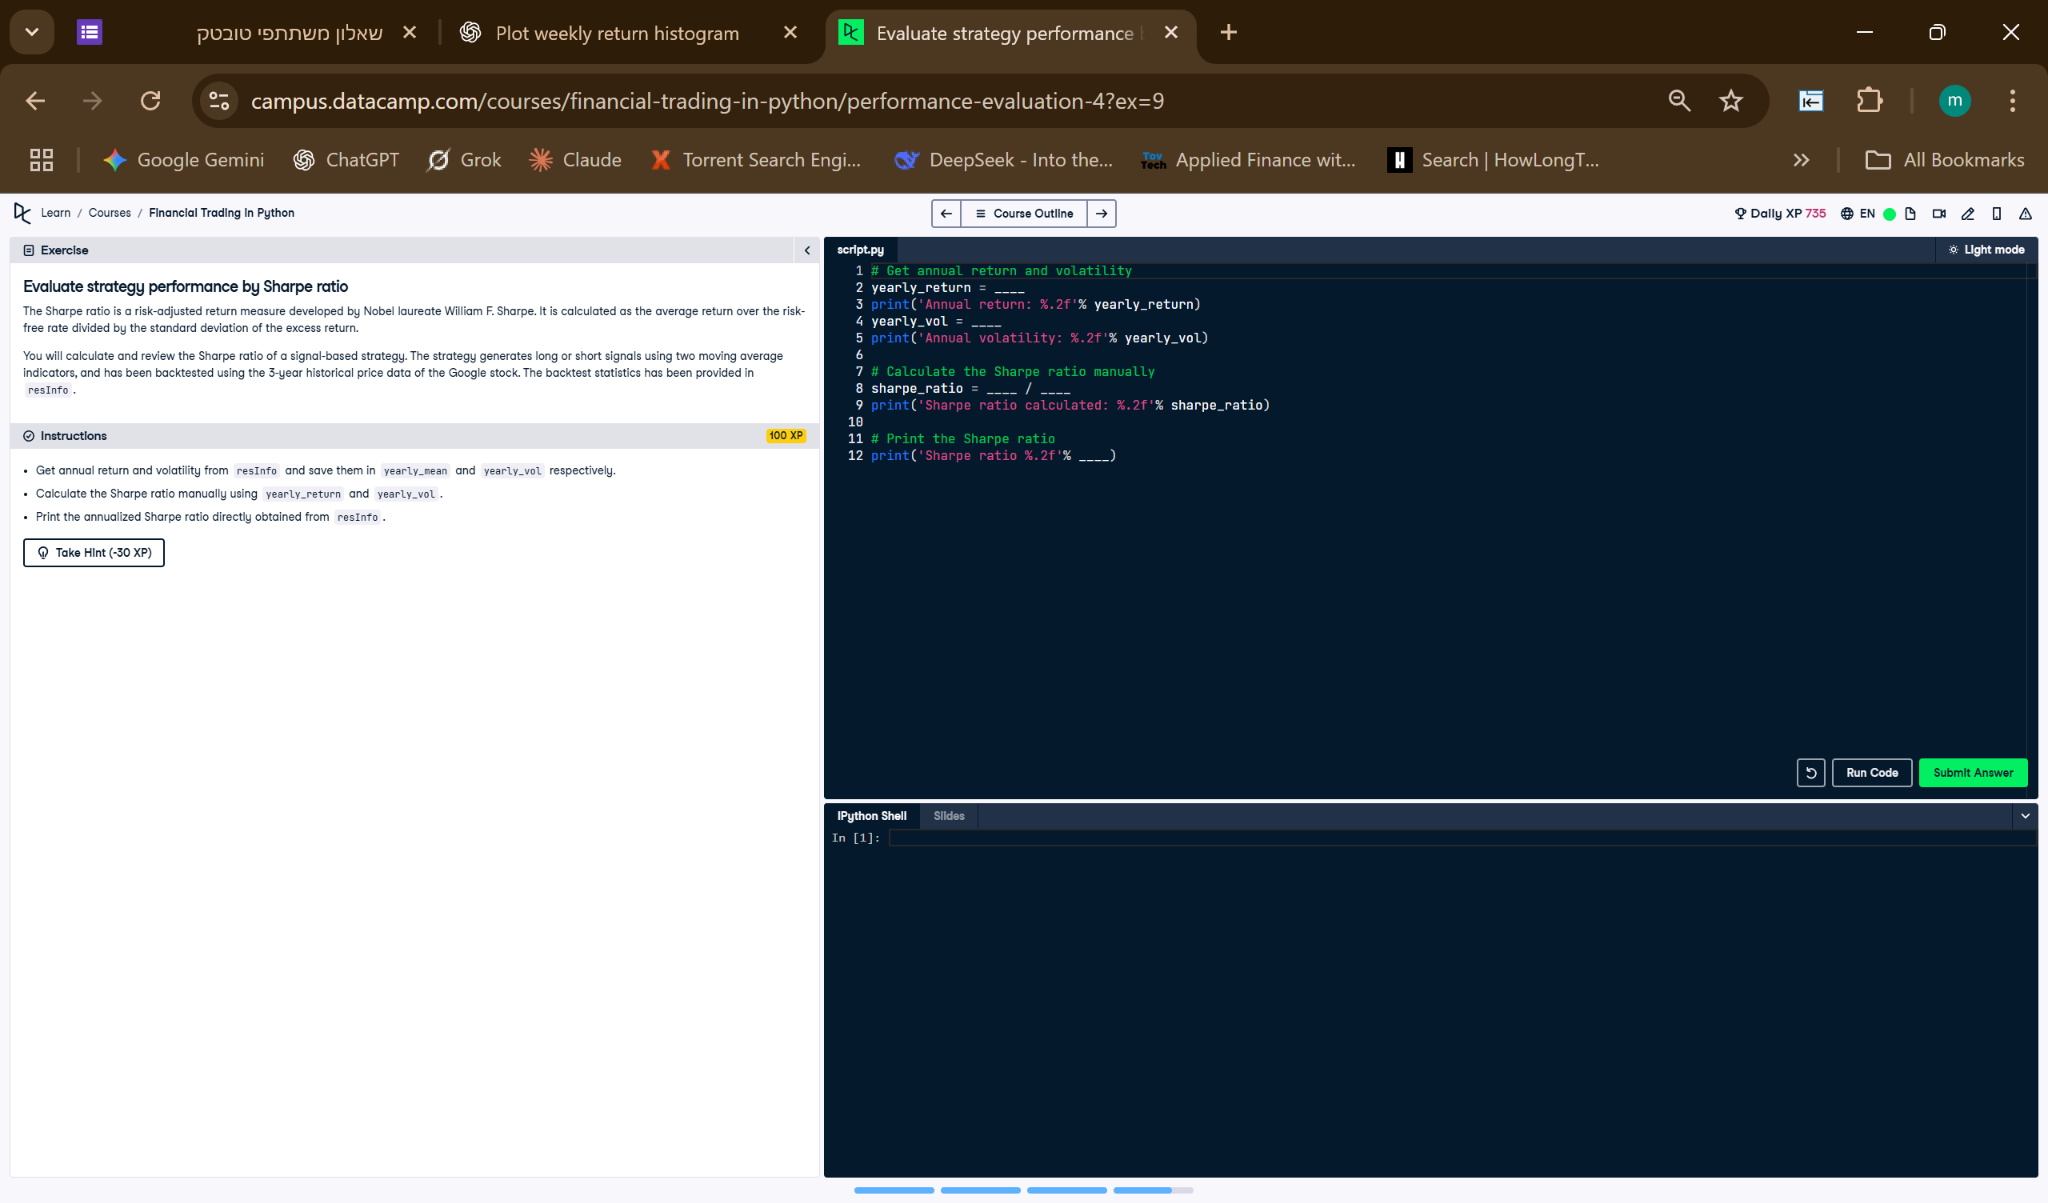 שאלון משתתפי טובטק
Plot weekly return histogram
Evaluate strategy performance
campus.datacamp.com/courses/financial-trading-in-python/performance-evaluation-4?ex=9
m
Google Gemini
ChatGPT
Grok
Claude
Torrent Search Engi...
DeepSeek - Into the...
Tov Tech
Applied Finance wit...
Search | HowLongT...
All Bookmarks
Learn / Courses / Financial Trading in Python
Course Outline
Daily XP 735
EN
Exercise
Evaluate strategy performance by Sharpe ratio
The Sharpe ratio is a risk-adjusted return measure developed by Nobel laureate William F. Sharpe. It is calculated as the average return over the risk-
free rate divided by the standard deviation of the excess return.
You will calculate and review the Sharpe ratio of a signal-based strategy. The strategy generates long or short signals using two moving average
indicators, and has been backtested using the 3-year historical price data of the Google stock. The backtest statistics has been provided in
resInfo .
Instructions
100 XP
• Get annual return and volatility from resInfo and save them in yearly_mean and yearly_vol respectively.
• Calculate the Sharpe ratio manually using yearly_return and yearly_vol .
• Print the annualized Sharpe ratio directly obtained from resInfo .
Take Hint (-30 XP)
script.py
Light mode
1 # Get annual return and volatility
2 yearly_return = ____
3 print('Annual return: %.2f'% yearly_return)
4 yearly_vol = ____
5 print('Annual volatility: %.2f'% yearly_vol)
6
7 # Calculate the Sharpe ratio manually
8 sharpe_ratio = ____ / ____
9 print('Sharpe ratio calculated: %.2f'% sharpe_ratio)
10
11 # Print the Sharpe ratio
12 print('Sharpe ratio %.2f'% ____)
Run Code
Submit Answer
IPython Shell
Slides
In [1]: